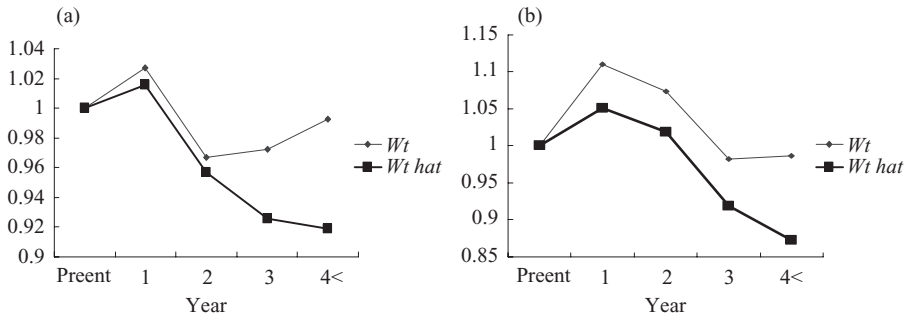 (a)
1.04
1.02
1
0.98
0.96
0.94
0.92
0.9
Preent 1 2 3 4<
Year
Wt
Wt hat
(b)
1.15
1.1
1.05
1
0.95
0.9
0.85
Preent 1 2 3 4<
Year
Wt
Wt hat